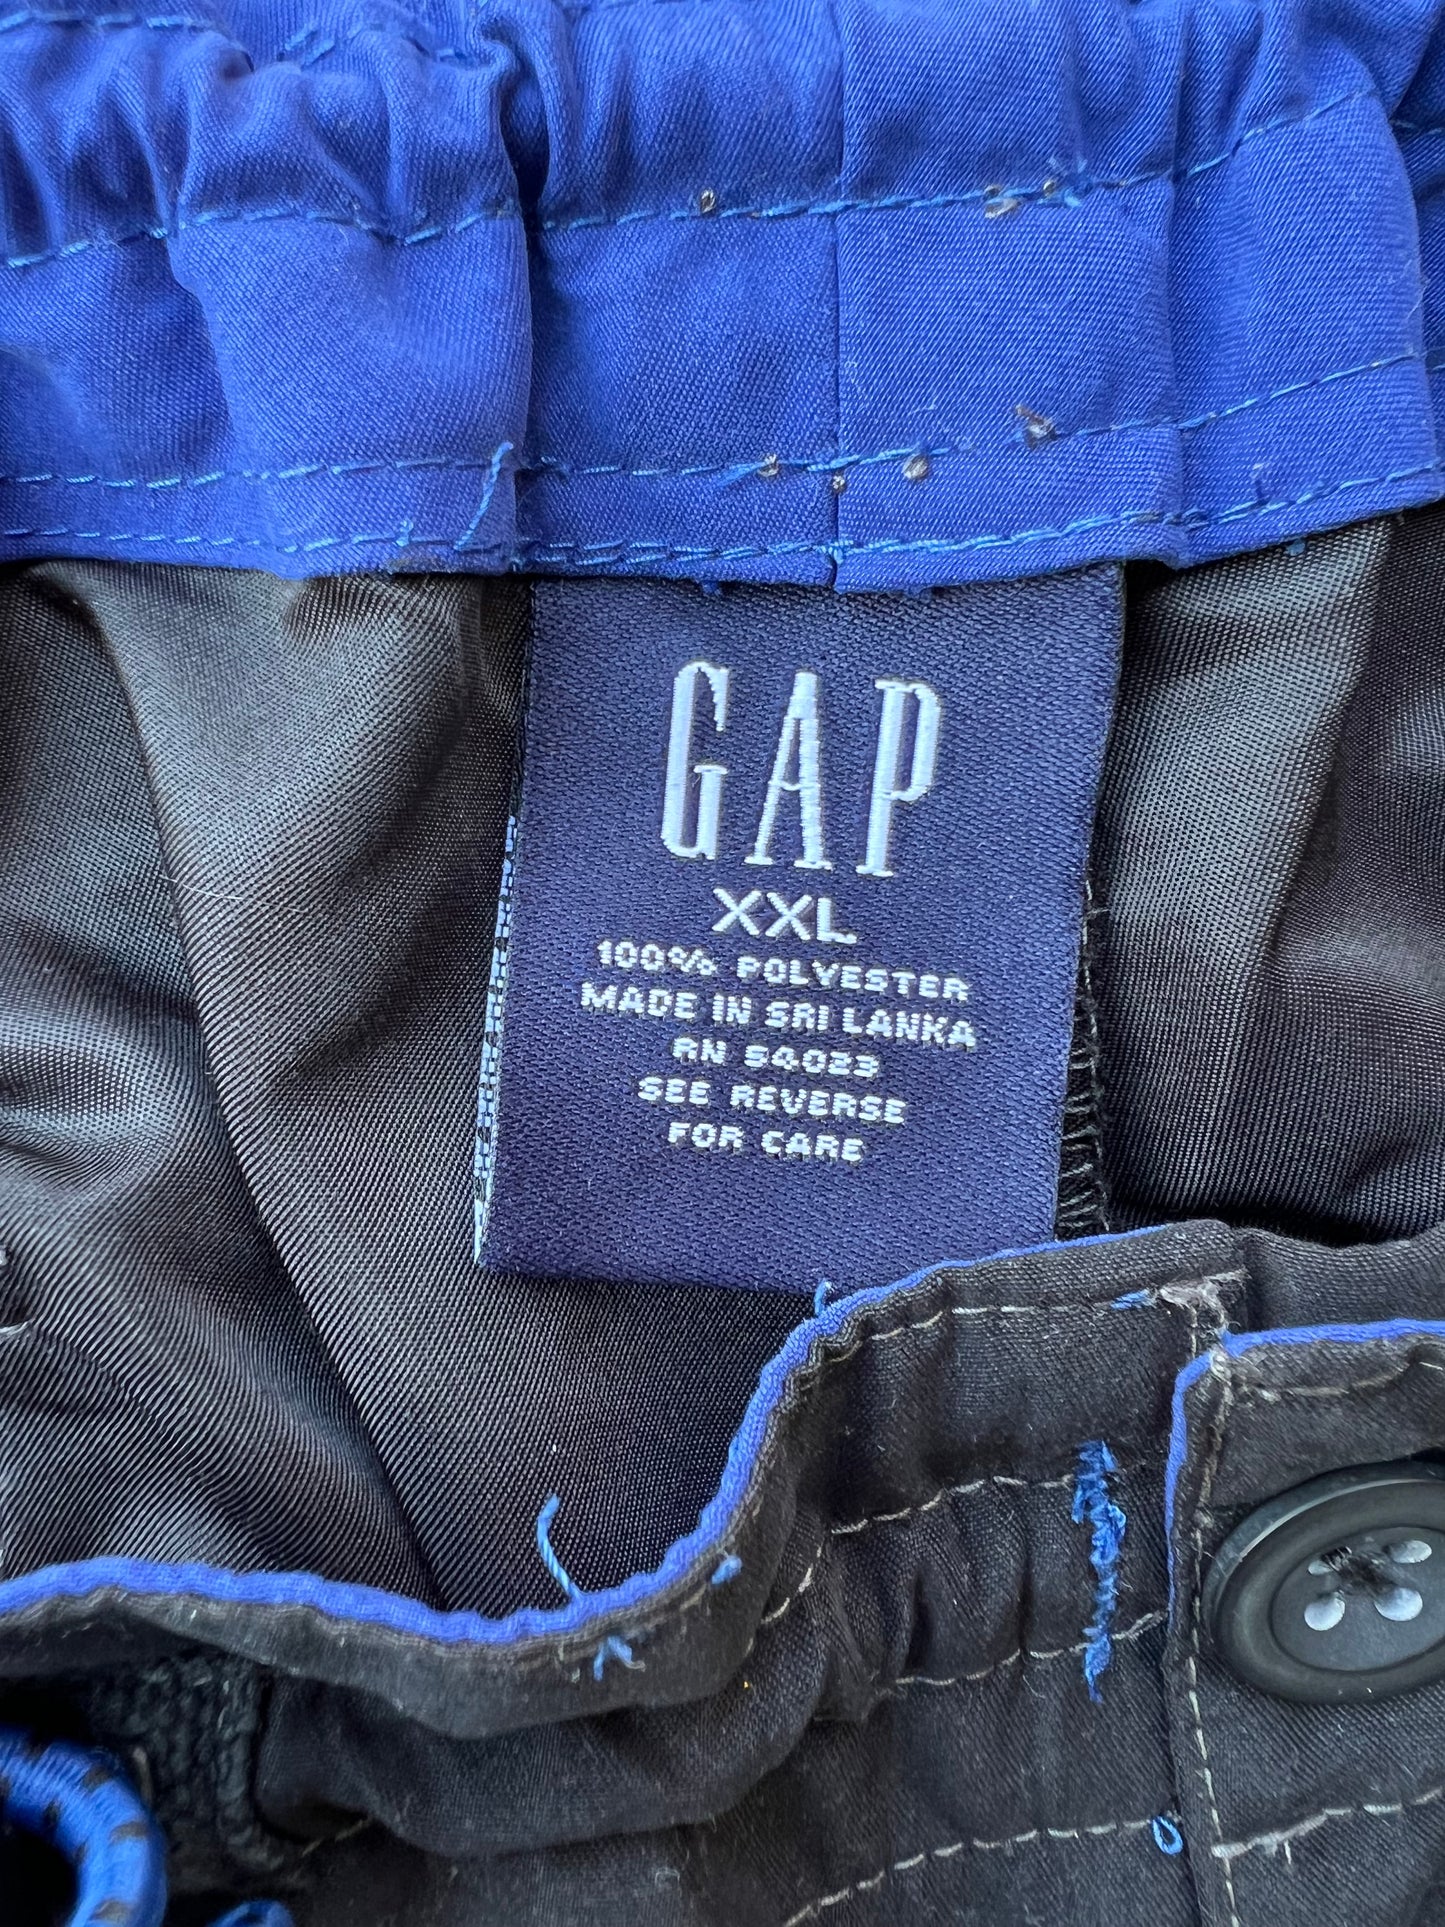 GAP
XXL
100% POLYESTER
MADE IN SRI LANKA
RN 54023
SEE REVERSE
FOR CARE